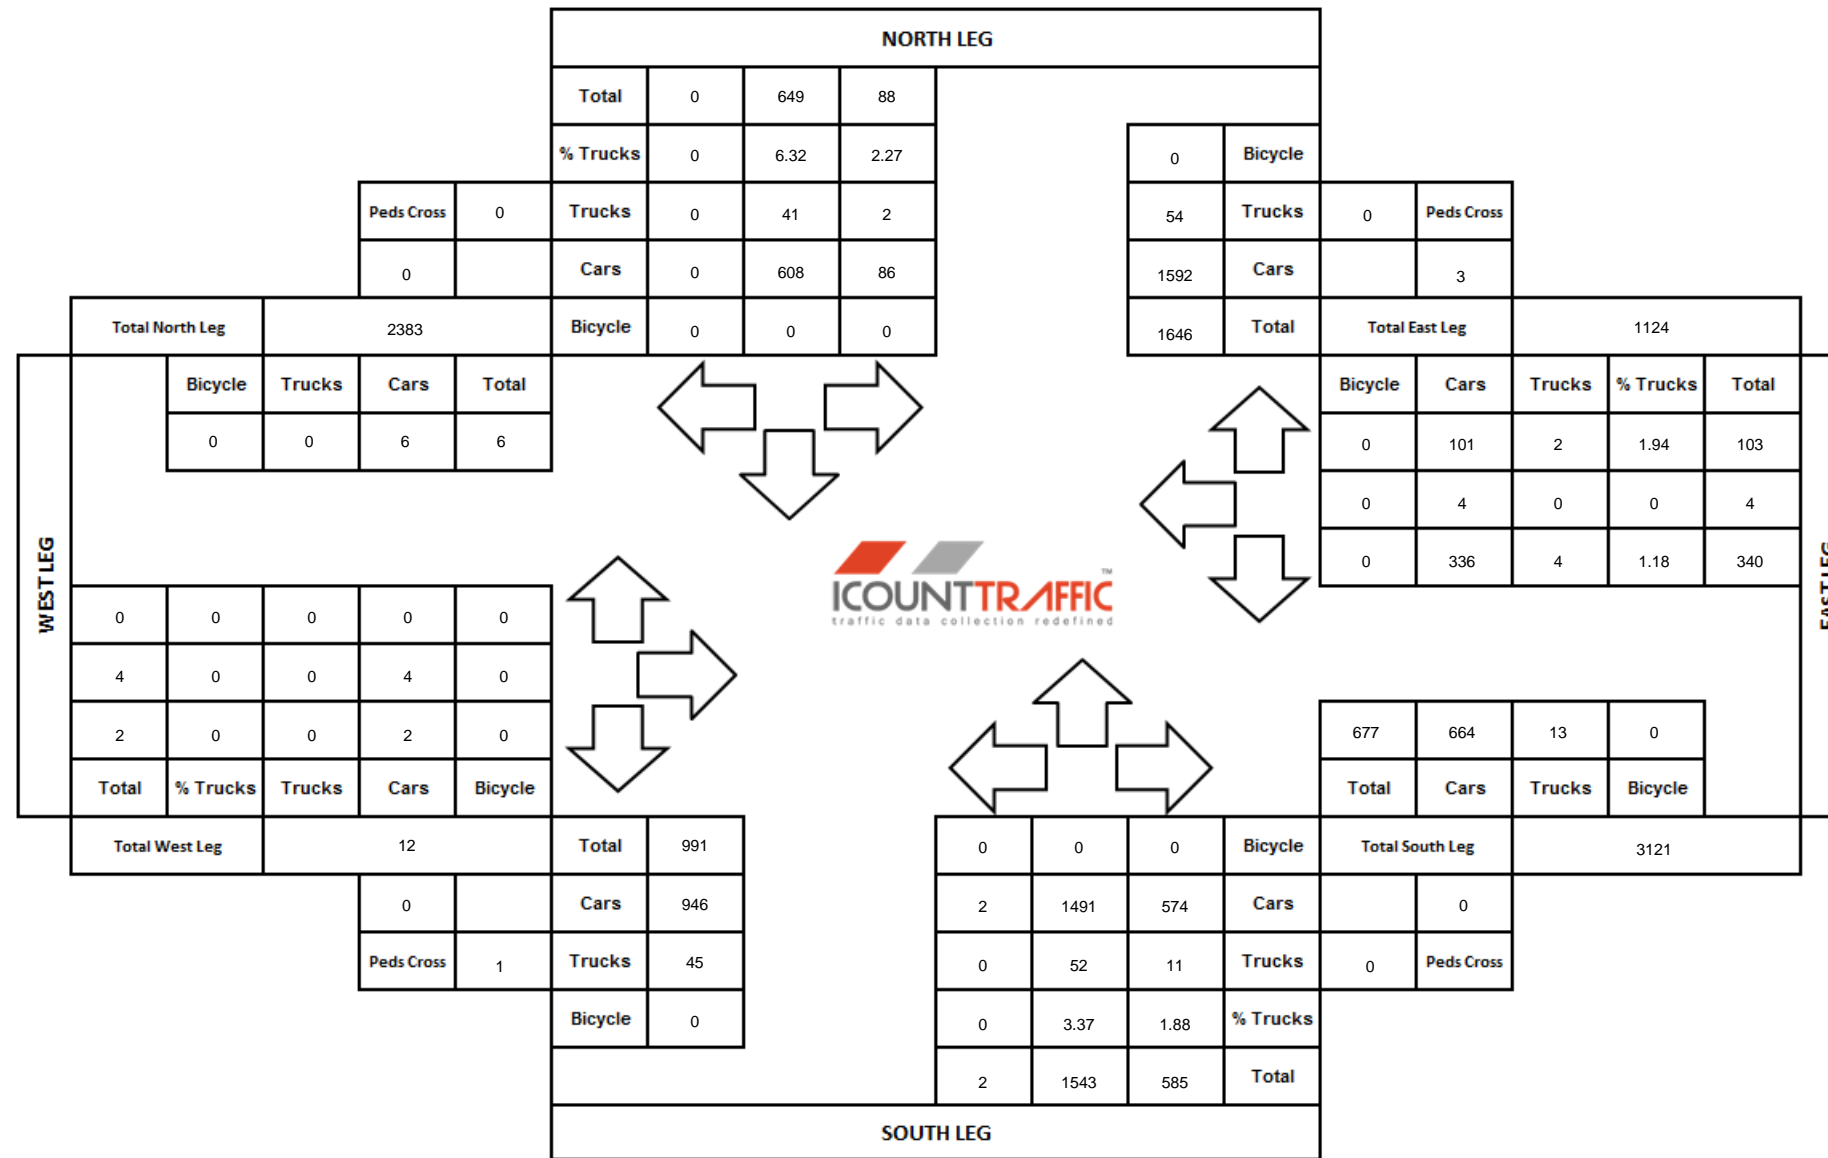 NORTH LEG
Total 0 649 88
% Trucks 0 6.32 2.27 0 Bicycle
Peds Cross 0 Trucks 0 41 2 54 Trucks 0 Peds Cross
0 Cars 0 608 86 1592 Cars 3
Total North Leg 2383 Bicycle 0 0 0 1646 Total Total East Leg 1124
Bicycle Trucks Cars Total Bicycle Cars Trucks % Trucks Total
0 0 6 6 0 101 2 1.94 103
0 4 0 0 4
WEST LEG
EAST LEG
ICOUNTTRAFFIC™
traffic data collection redefined
0 336 4 1.18 340
0 0 0 0 0
4 0 0 4 0
2 0 0 2 0 677 664 13 0
Total % Trucks Trucks Cars Bicycle Total Cars Trucks Bicycle
Total West Leg 12 Total 991 0 0 0 Bicycle Total South Leg 3121
0 Cars 946 2 1491 574 Cars 0
Peds Cross 1 Trucks 45 0 52 11 Trucks 0 Peds Cross
Bicycle 0 0 3.37 1.88 % Trucks
2 1543 585 Total
SOUTH LEG